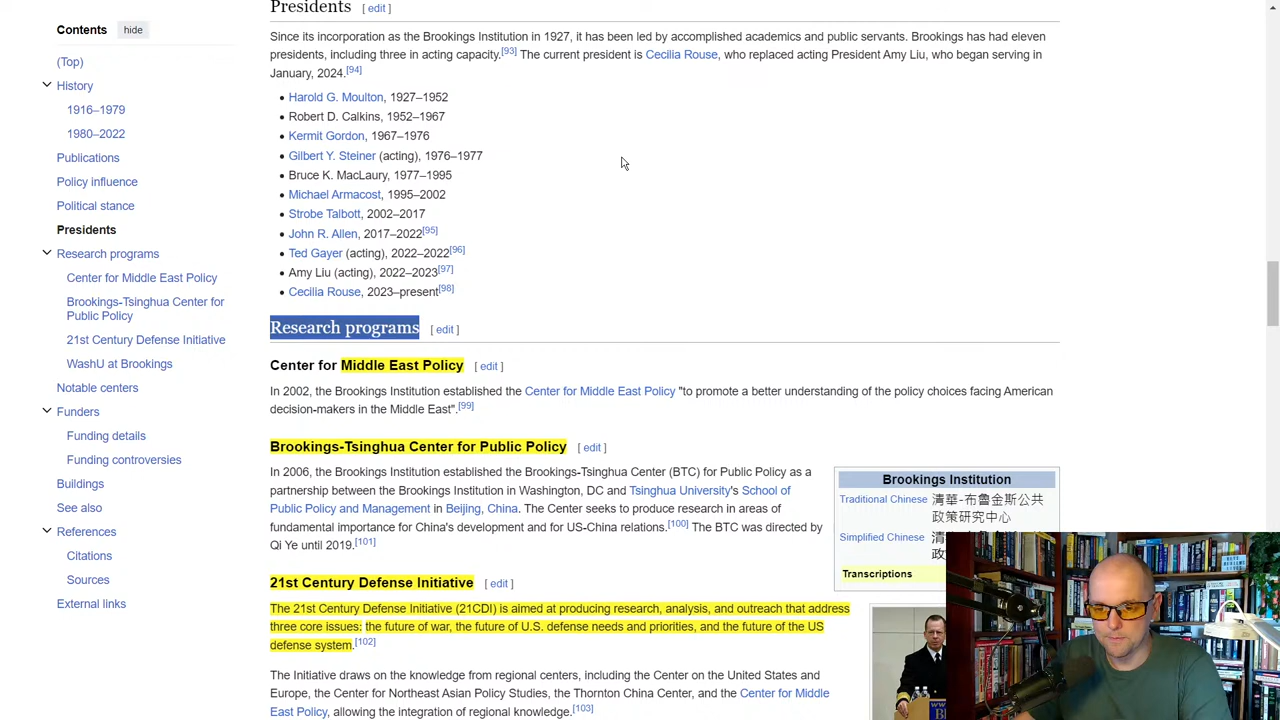 Contents hide
(Top)
History
1916–1979
1980–2022
Publications
Policy influence
Political stance
Presidents
Research programs
Center for Middle East Policy
Brookings-Tsinghua Center for
Public Policy
21st Century Defense Initiative
WashU at Brookings
Notable centers
Funders
Funding details
Funding controversies
Buildings
See also
References
Citations
Sources
External links
Presidents [ edit ]
Since its incorporation as the Brookings Institution in 1927, it has been led by accomplished academics and public servants. Brookings has had eleven
presidents, including three in acting capacity.[93] The current president is Cecilia Rouse, who replaced acting President Amy Liu, who began serving in
January, 2024.[94]
• Harold G. Moulton, 1927–1952
• Robert D. Calkins, 1952–1967
• Kermit Gordon, 1967–1976
• Gilbert Y. Steiner (acting), 1976–1977
• Bruce K. MacLaury, 1977–1995
• Michael Armacost, 1995–2002
• Strobe Talbott, 2002–2017
• John R. Allen, 2017–2022[95]
• Ted Gayer (acting), 2022–2022[96]
• Amy Liu (acting), 2022–2023[97]
• Cecilia Rouse, 2023–present[98]
Research programs [ edit ]
Center for Middle East Policy [ edit ]
In 2002, the Brookings Institution established the Center for Middle East Policy "to promote a better understanding of the policy choices facing American
decision-makers in the Middle East".[99]
Brookings-Tsinghua Center for Public Policy [ edit ]
In 2006, the Brookings Institution established the Brookings-Tsinghua Center (BTC) for Public Policy as a
partnership between the Brookings Institution in Washington, DC and Tsinghua University's School of
Public Policy and Management in Beijing, China. The Center seeks to produce research in areas of
fundamental importance for China's development and for US-China relations.[100] The BTC was directed by
Qi Ye until 2019.[101]
Brookings Institution
Traditional Chinese 清華-布魯金斯公共
政策研究中心
Simplified Chinese 清
政
Transcriptions
21st Century Defense Initiative [ edit ]
The 21st Century Defense Initiative (21CDI) is aimed at producing research, analysis, and outreach that address
three core issues: the future of war, the future of U.S. defense needs and priorities, and the future of the US
defense system.[102]
The Initiative draws on the knowledge from regional centers, including the Center on the United States and
Europe, the Center for Northeast Asian Policy Studies, the Thornton China Center, and the Center for Middle
East Policy, allowing the integration of regional knowledge.[103]